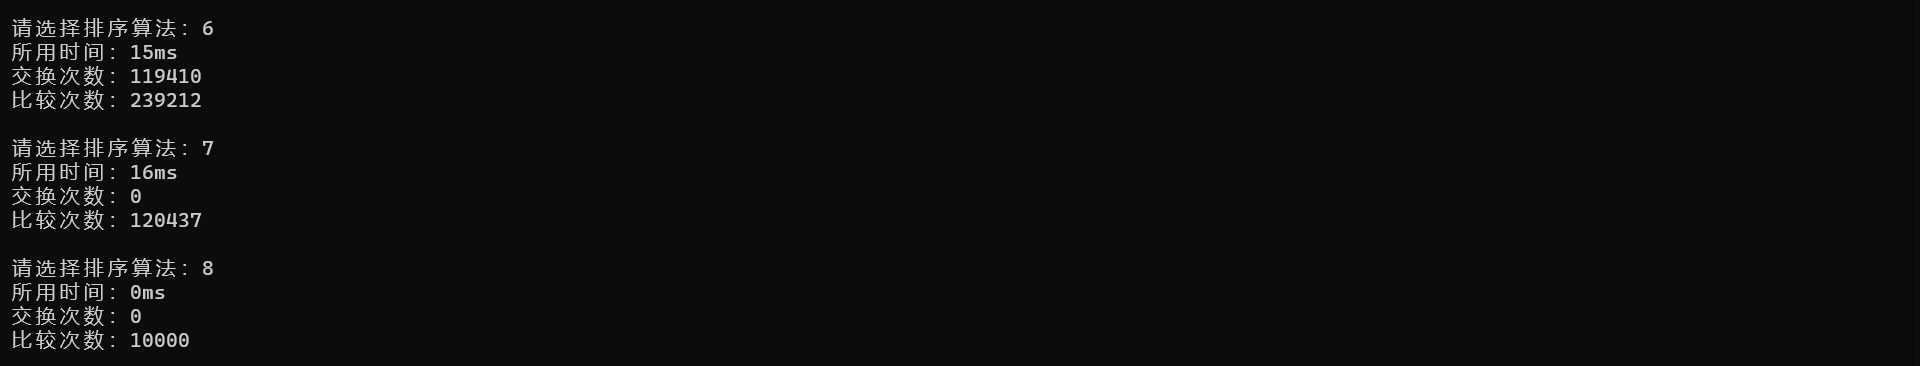 请选择排序算法：6
所用时间：15ms
交换次数：119410
比较次数：239212
请选择排序算法：7
所用时间：16ms
交换次数：0
比较次数：120437
请选择排序算法：8
所用时间：0ms
交换次数：0
比较次数：10000